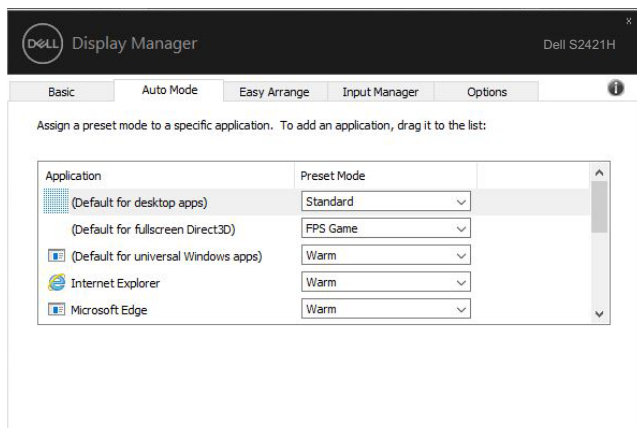 x
DELL Display Manager Dell S2421H
Basic Auto Mode Easy Arrange Input Manager Options
Assign a preset mode to a specific application. To add an application, drag it to the list:
Application Preset Mode
(Default for desktop apps) Standard
(Default for fullscreen Direct3D) FPS Game
(Default for universal Windows apps) Warm
Internet Explorer Warm
Microsoft Edge Warm